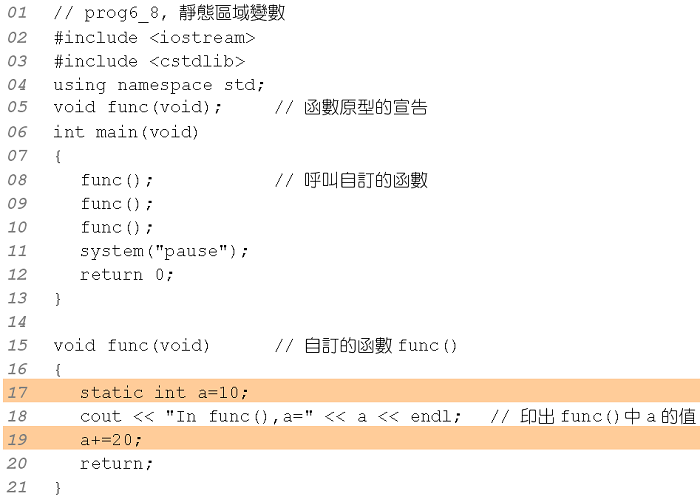 01 // prog6_8, 靜態區域變數
02 #include <iostream>
03 #include <cstdlib>
04 using namespace std;
05 void func(void); // 函數原型的宣告
06 int main(void)
07 {
08 func(); // 呼叫自訂的函數
09 func();
10 func();
11 system("pause");
12 return 0;
13 }
14
15 void func(void) // 自訂的函數 func()
16 {
17 static int a=10;
18 cout << "In func(),a=" << a << endl; // 印出 func()中 a 的值
19 a+=20;
20 return;
21 }